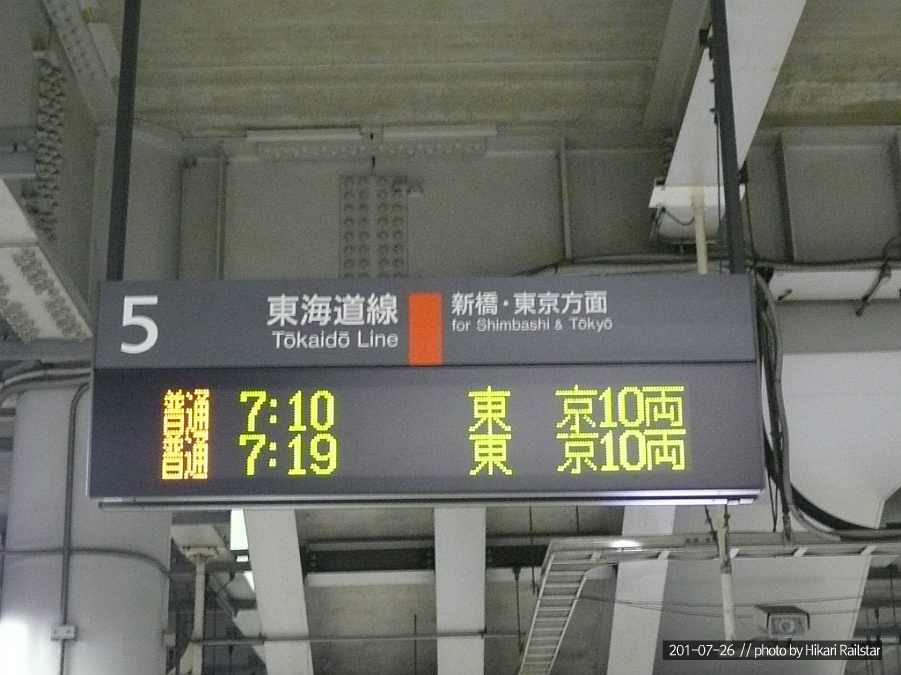 5
東海道線
Tōkaidō Line
新橋・東京方面
for Shimbashi & Tōkyō
普通 7:10 東 京10両
普通 7:19 東 京10両
201-07-26 // photo by Hikari Railstar